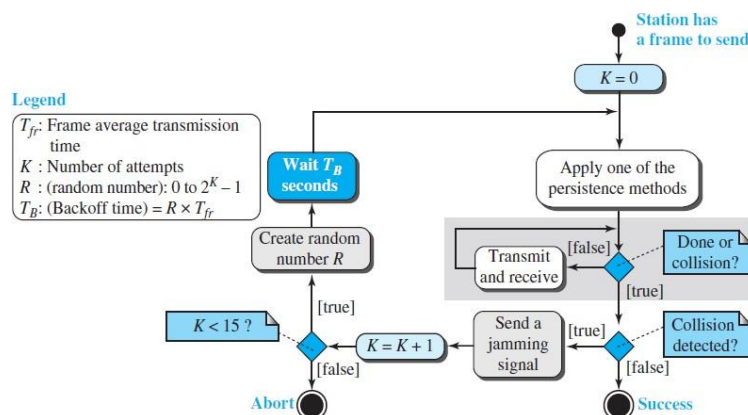 Station has
a frame to send
K = 0
Legend
T_fr: Frame average transmission
time
K : Number of attempts
R : (random number): 0 to 2^K – 1
T_B: (Backoff time) = R × T_fr
Wait T_B
seconds
Apply one of the
persistence methods
Create random
number R
Transmit
and receive
[false]
Done or
collision?
[true]
[true]
K < 15 ?
K = K + 1
Send a
jamming
signal
[true]
Collision
detected?
[false]
[false]
Abort
Success